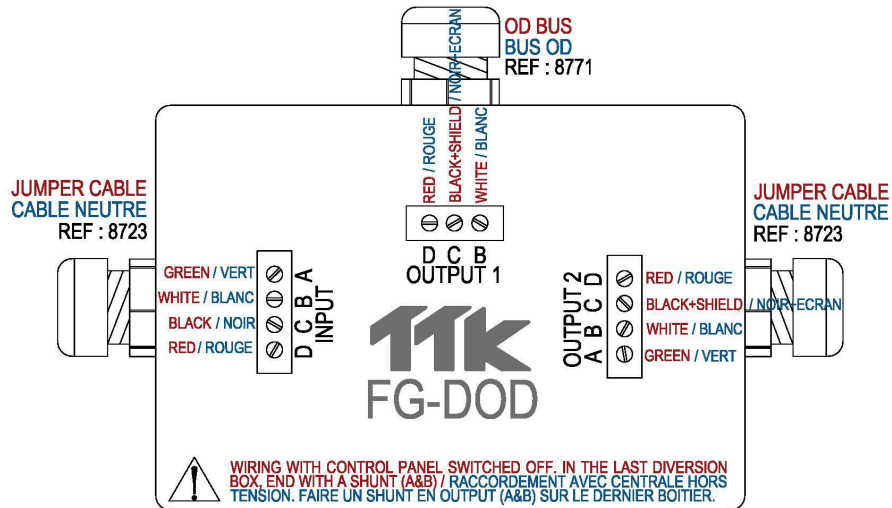 OD BUS
BUS OD
REF : 8771
RED / ROUGE
BLACK+SHIELD / NOIR+ECRAN
WHITE / BLANC
D C B
OUTPUT 1
JUMPER CABLE
CABLE NEUTRE
REF : 8723
GREEN / VERT
WHITE / BLANC
BLACK / NOIR
RED / ROUGE
A
B
C
D
INPUT
JUMPER CABLE
CABLE NEUTRE
REF : 8723
OUTPUT 2
D
C
B
A
RED / ROUGE
BLACK+SHIELD / NOIR+ECRAN
WHITE / BLANC
GREEN / VERT
TTK
FG-DOD
WIRING WITH CONTROL PANEL SWITCHED OFF. IN THE LAST DIVERSION
BOX, END WITH A SHUNT (A&B) / RACCORDEMENT AVEC CENTRALE HORS
TENSION. FAIRE UN SHUNT EN OUTPUT (A&B) SUR LE DERNIER BOITIER.